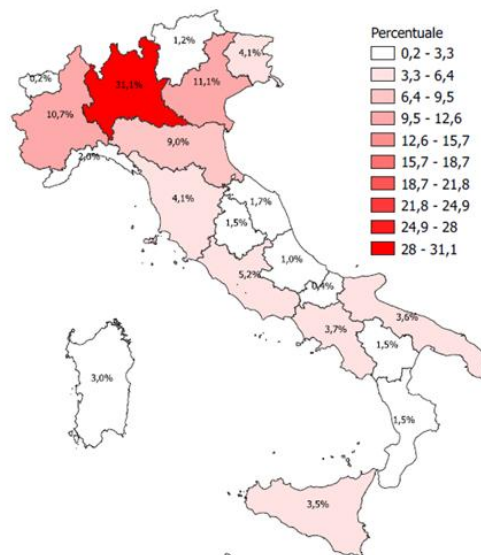 Percentuale
0,2 - 3,3
3,3 - 6,4
6,4 - 9,5
9,5 - 12,6
12,6 - 15,7
15,7 - 18,7
18,7 - 21,8
21,8 - 24,9
24,9 - 28
28 - 31,1
1,2%
4,1%
0,2%
31,1%
11,1%
10,7%
9,0%
2,0%
4,1%
1,7%
1,5%
1,0%
5,2%
0,4%
3,6%
3,7%
1,5%
3,0%
1,5%
3,5%